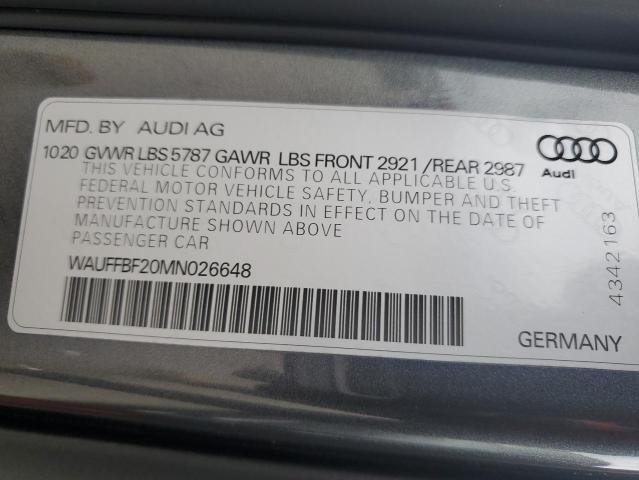 MFD. BY AUDI AG
1020 GVWR LBS 5787 GAWR LBS FRONT 2921 / REAR 2987
THIS VEHICLE CONFORMS TO ALL APPLICABLE U.S.
FEDERAL MOTOR VEHICLE SAFETY, BUMPER AND THEFT
PREVENTION STANDARDS IN EFFECT ON THE DATE OF
MANUFACTURE SHOWN ABOVE
PASSENGER CAR
WAUFFBF20MN026648
Audi
4342163
GERMANY